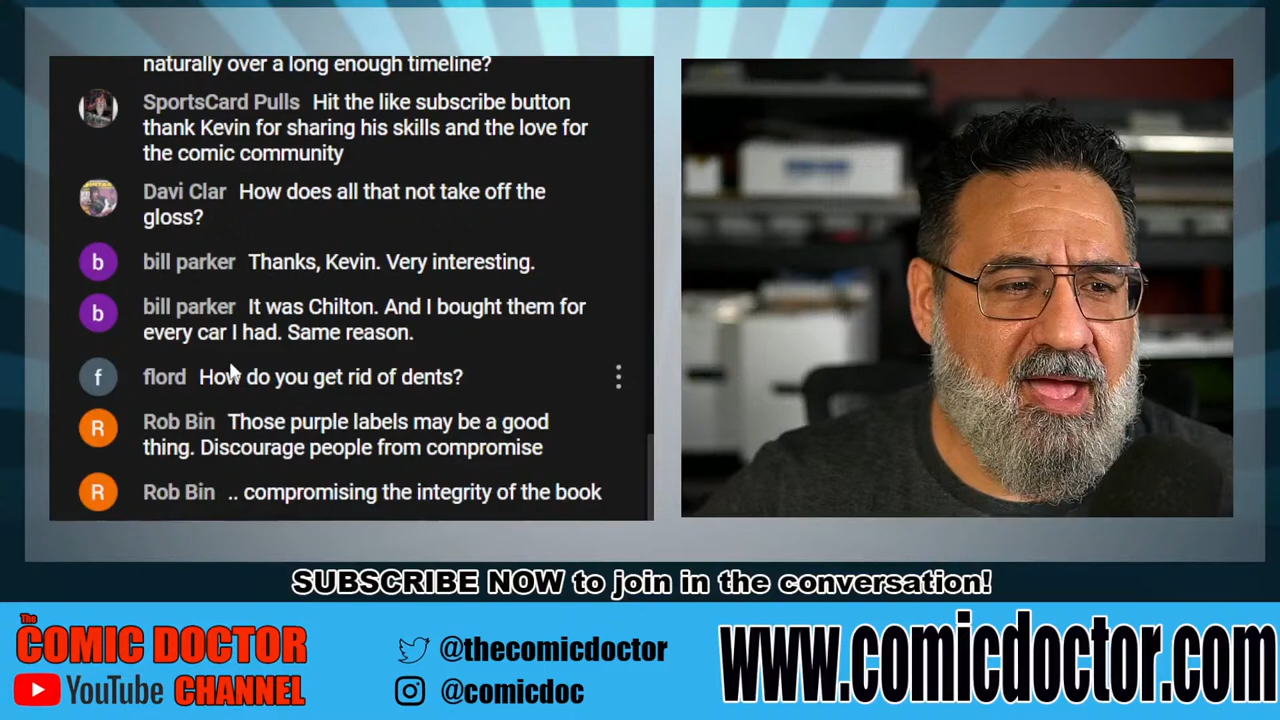 naturally over a long enough timeline?
SportsCard Pulls Hit the like subscribe button
thank Kevin for sharing his skills and the love for
the comic community
Davi Clar How does all that not take off the
gloss?
b bill parker Thanks, Kevin. Very interesting.
b bill parker It was Chilton. And I bought them for
every car I had. Same reason.
f flord How do you get rid of dents?
R Rob Bin Those purple labels may be a good
thing. Discourage people from compromise
R Rob Bin .. compromising the integrity of the book
SUBSCRIBE NOW to join in the conversation!
The
COMIC DOCTOR
YouTube CHANNEL
@thecomicdoctor
@comicdoc
www.comicdoctor.com